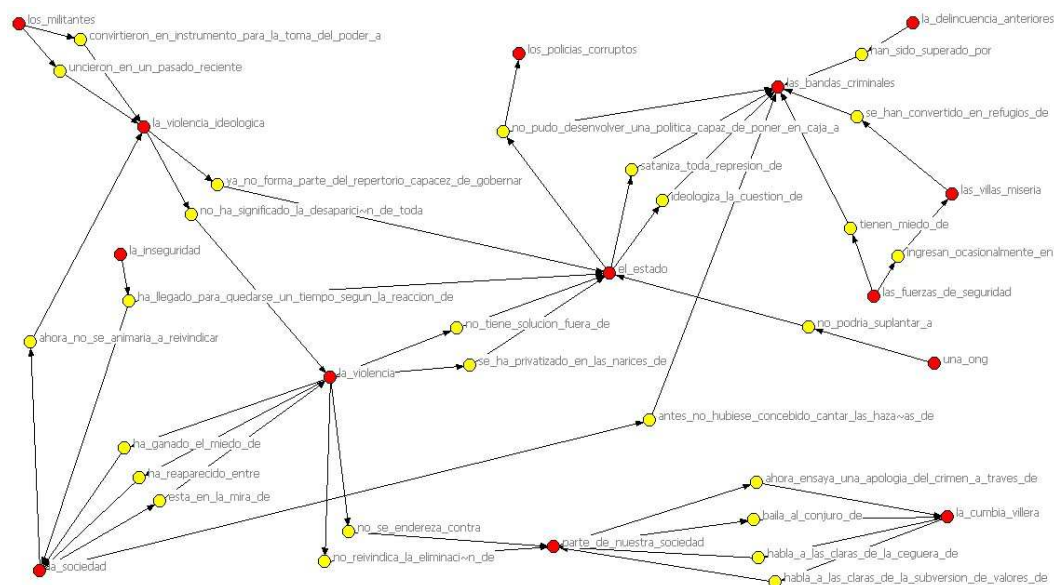 los_militantes
convirtieron_en_instrumento_para_la_toma_del_poder_a
uncieron_en_un_pasado_reciente
la_violencia_ideologica
ya_no_forma_parte_del_repertorio_capacez_de_gobernar
no_ha_significado_la_desaparici~n_de_toda
la_inseguridad
ha_llegado_para_quedarse_un_tiempo_segun_la_reaccion_de
ahora_no_se_animaria_a_reivindicar
la_violencia
ha_ganado_el_miedo_de
ha_reaparecido_entre
esta_en_la_mira_de
la_sociedad
los_policias_corruptos
no_pudo_desenvolver_una_politica_capaz_de_poner_en_caja_a
sataniza_toda_represion_de
ideologiza_la_cuestion_de
el_estado
no_tiene_solucion_fuera_de
se_ha_privatizado_en_las_narices_de
la_delincuencia_anteriores
han_sido_superado_por
las_bandas_criminales
se_han_convertido_en_refugios_de
las_villas_miseria
tienen_miedo_de
ingresan_ocasionalmente_en
las_fuerzas_de_seguridad
no_podria_suplantar_a
una_ong
antes_no_hubiese_concebido_cantar_las_haza~as_de
no_se_endereza_contra
no_reivindica_la_eliminaci~n_de
parte_de_nuestra_sociedad
ahora_ensaya_una_apologia_del_crimen_a_traves_de
baila_al_conjuro_de
la_cumbia_villera
habla_a_las_claras_de_la_ceguera_de
habla_a_las_claras_de_la_subversion_de_valores_de